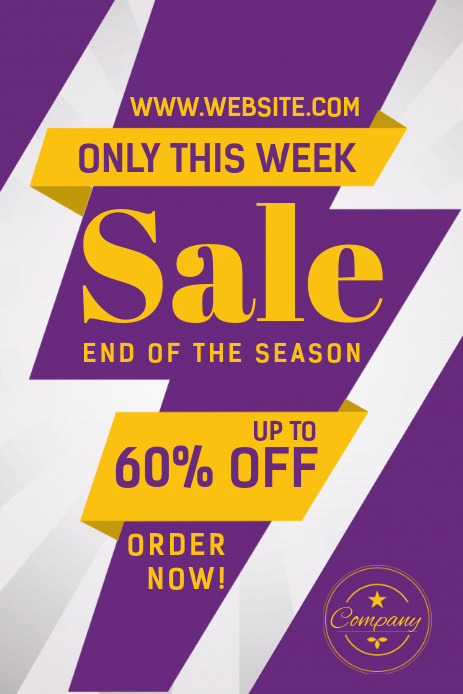 WWW.WEBSITE.COM
ONLY THIS WEEK
Sale
END OF THE SEASON
UP TO
60% OFF
ORDER
NOW!
Company